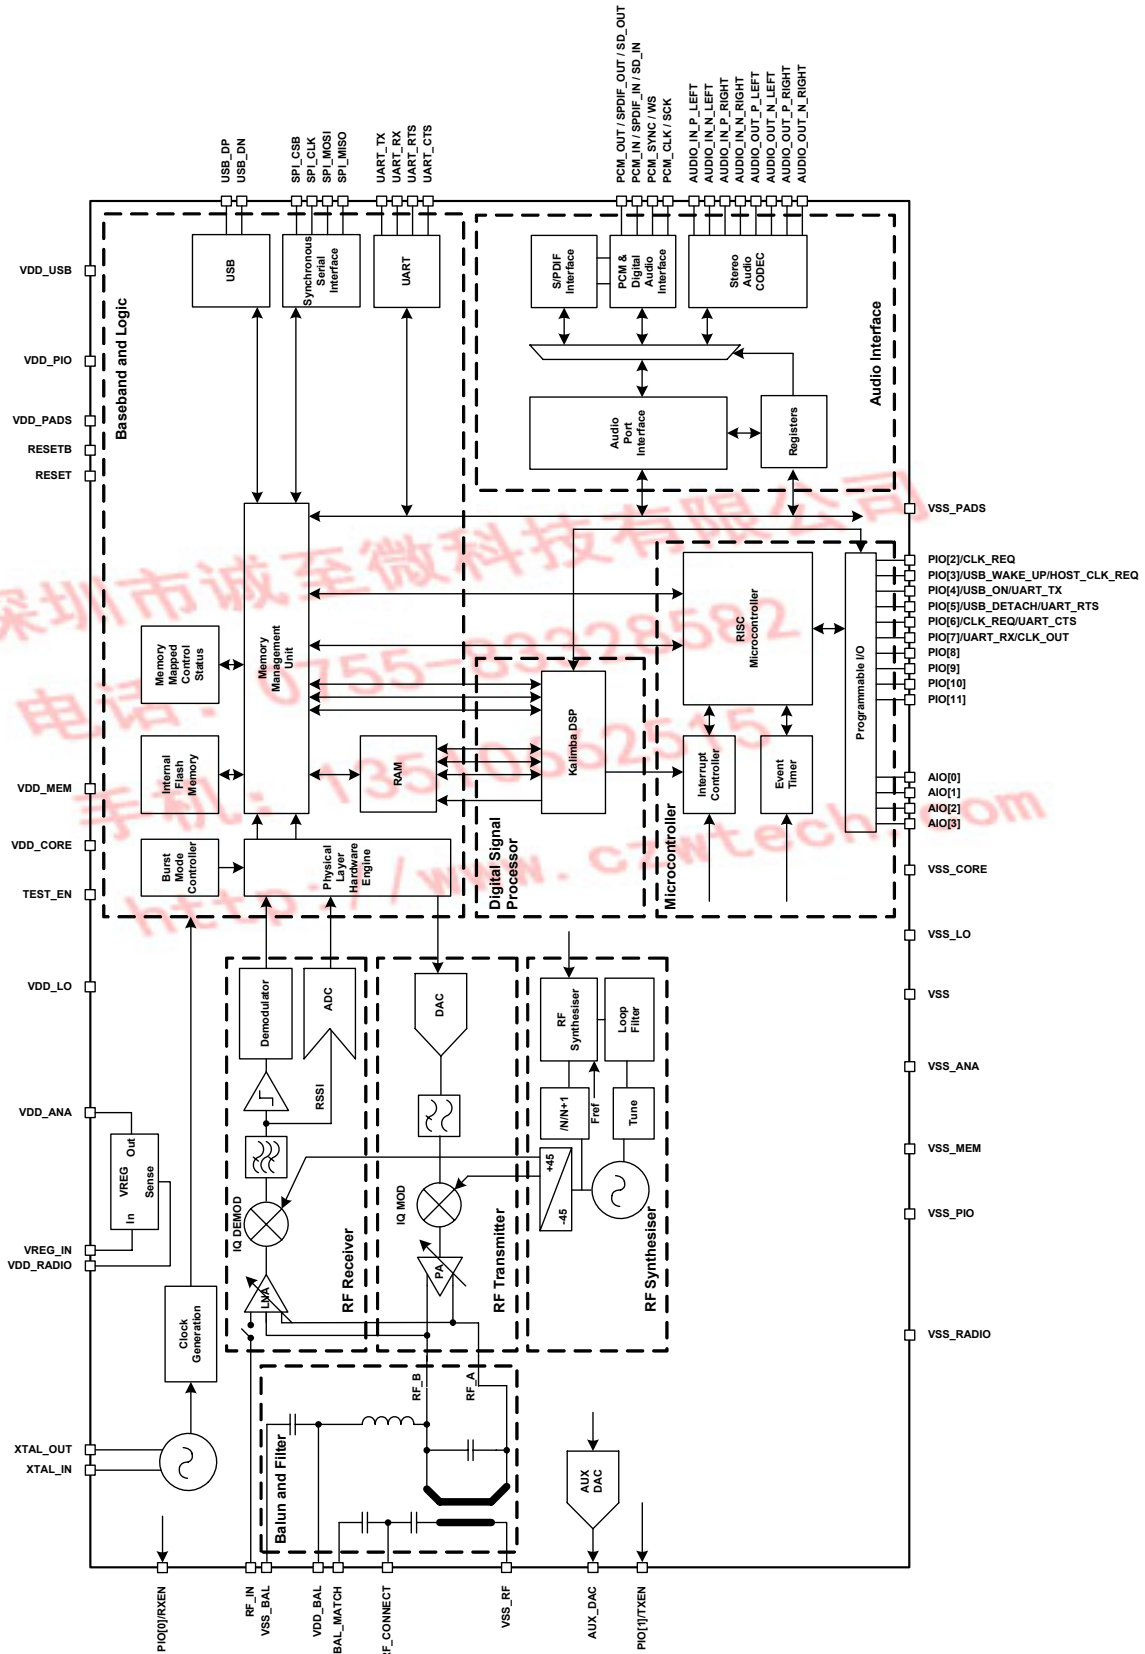 USB_DP
USB_DN
SPI_CSB
SPI_CLK
SPI_MOSI
SPI_MISO
UART_TX
UART_RX
UART_RTS
UART_CTS
PCM_OUT / SPDIF_OUT / SD_OUT
PCM_IN / SPDIF_IN / SD_IN
PCM_SYNC / WS
PCM_CLK / SCK
AUDIO_IN_P_LEFT
AUDIO_IN_N_LEFT
AUDIO_IN_P_RIGHT
AUDIO_IN_N_RIGHT
AUDIO_OUT_P_LEFT
AUDIO_OUT_N_LEFT
AUDIO_OUT_P_RIGHT
AUDIO_OUT_N_RIGHT
VDD_USB
VDD_PIO
VDD_PADS
RESETB
RESET
VDD_MEM
VDD_CORE
TEST_EN
VDD_LO
VDD_ANA
VREG_IN
VDD_RADIO
XTAL_OUT
XTAL_IN
Baseband and Logic
USB
Synchronous
Serial
Interface
UART
Memory
Management
Unit
Memory
Mapped
Control
Status
Internal
Flash
Memory
RAM
Burst
Mode
Controller
Physical
Layer
Hardware
Engine
S/PDIF
Interface
PCM &
Digital
Audio
Interface
Stereo
Audio
CODEC
Audio
Port
Interface
Registers
Audio Interface
Kalimba DSP
Digital Signal
Processor
RISC
Microcontroller
Interrupt
Controller
Event
Timer
Programmable I/O
Microcontroller
VSS_PADS
PIO[2]/CLK_REQ
PIO[3]/USB_WAKE_UP/HOST_CLK_REQ
PIO[4]/USB_ON/UART_TX
PIO[5]/USB_DETACH/UART_RTS
PIO[6]/CLK_REQ/UART_CTS
PIO[7]/UART_RX/CLK_OUT
PIO[8]
PIO[9]
PIO[10]
PIO[11]
AIO[0]
AIO[1]
AIO[2]
AIO[3]
VSS_CORE
VSS_LO
VSS
VSS_ANA
VSS_MEM
VSS_PIO
VSS_RADIO
Demodulator
ADC
RSSI
IQ DEMOD
LNA
RF Receiver
DAC
IQ MOD
PA
RF Transmitter
RF
Synthesiser
Loop
Filter
/N/N+1
Fref
Tune
+45
-45
RF Synthesiser
VREG
In
Out
Sense
Clock
Generation
RF_B
RF_A
Balun and Filter
AUX
DAC
PIO[0]/RXEN
RF_IN
VSS_BAL
VDD_BAL
BAL_MATCH
RF_CONNECT
VSS_RF
AUX_DAC
PIO[1]/TXEN
深圳市诚至微科技有限公司
电话：0755-83328582
手机：13510662515
http://www.czwtech.com